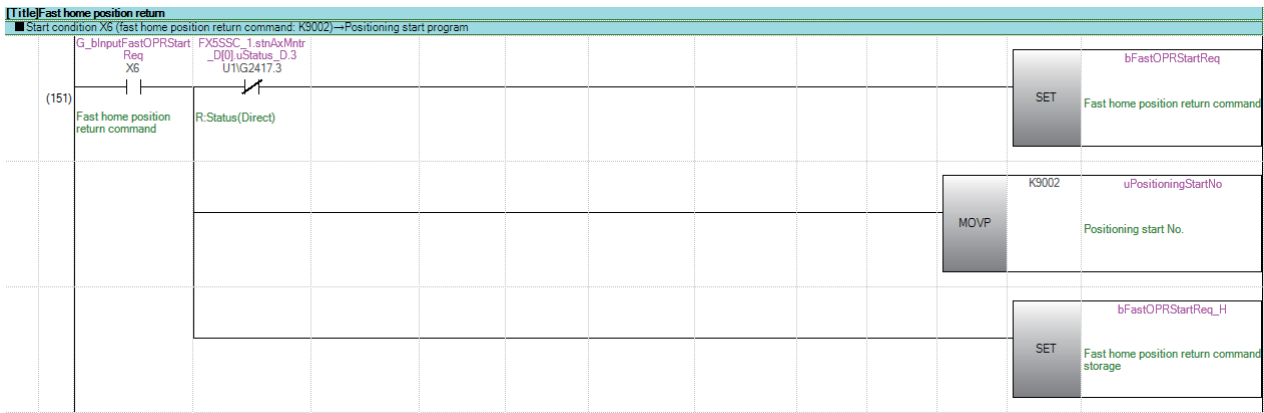 [Title]Fast home position return
■Start condition X6 (fast home position return command: K9002)→Positioning start program
G_bInputFastOPRStart
Req
X6
FX5SSC_1.stnAxMntr
_D[0].uStatus_D.3
U1\G2417.3
bFastOPRStartReq
(151)
SET
Fast home position return command
Fast home position
return command
R:Status(Direct)
K9002
uPositioningStartNo
MOVP
Positioning start No.
bFastOPRStartReq_H
SET
Fast home position return command
storage